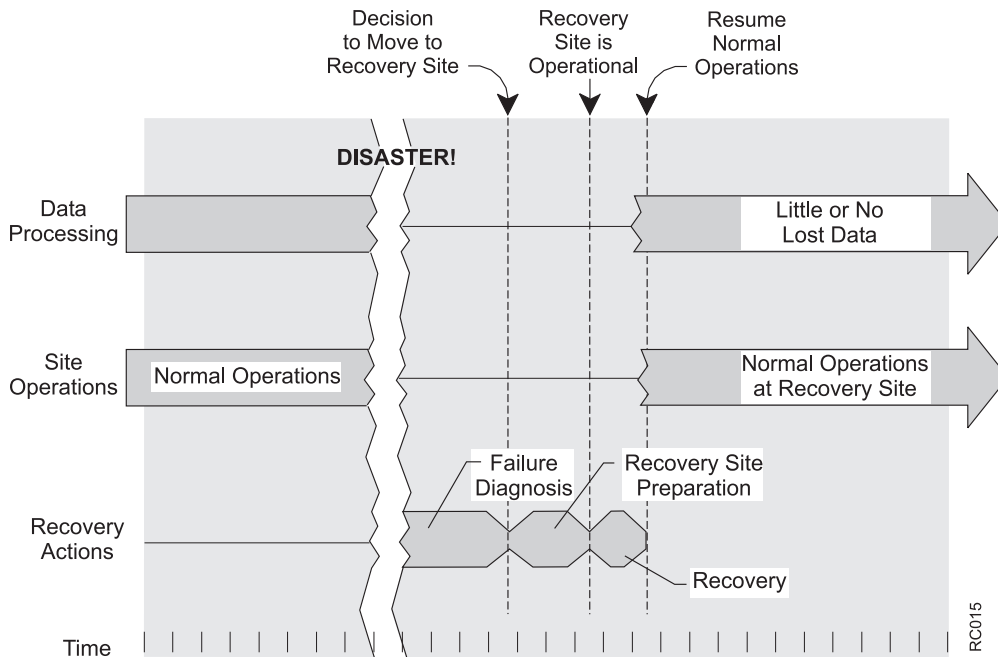 Decision
to Move to
Recovery Site
Recovery
Site is
Operational
Resume
Normal
Operations
DISASTER!
Data
Processing
Little or No
Lost Data
Site
Operations
Normal Operations
Normal Operations
at Recovery Site
Failure
Diagnosis
Recovery Site
Preparation
Recovery
Actions
Recovery
Time
RC015